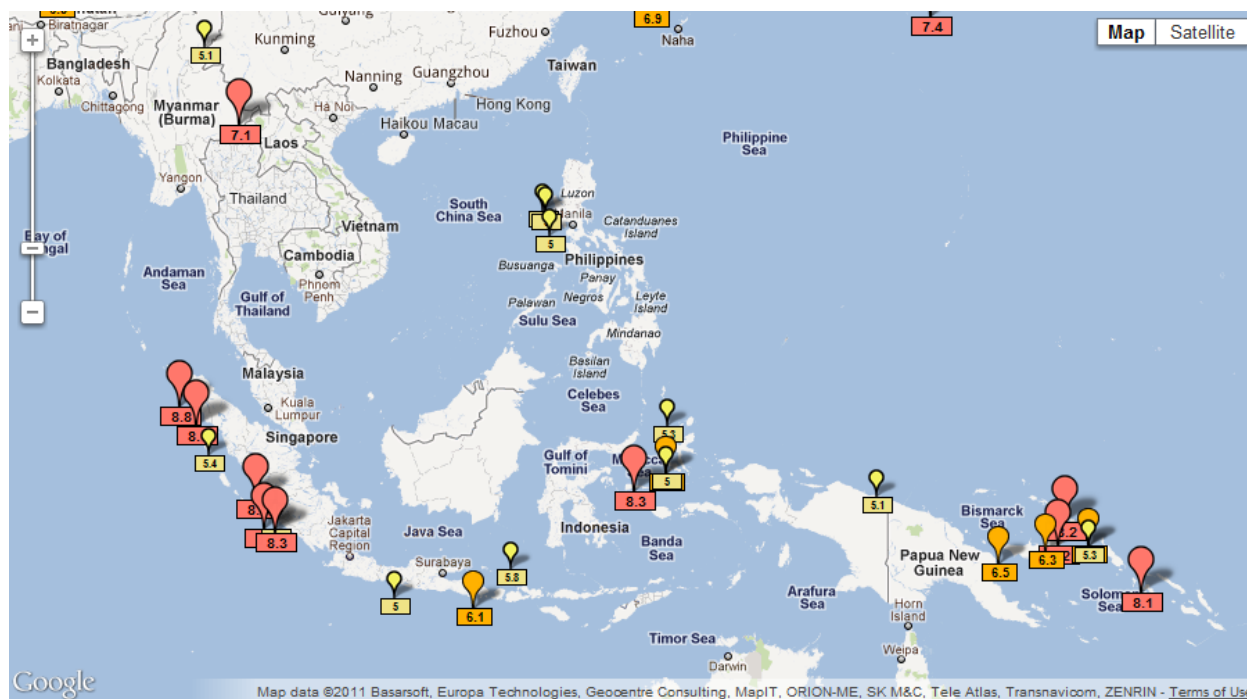 6.9
7.4
Biratnagar
Guiyang
Kunming
Fuzhou
Naha
Map
Satellite
5.1
Bangladesh
Kolkata
Chittagong
Nanning
Guangzhou
Taiwan
Hong Kong
Myanmar
(Burma)
Hà Nội
Haikou
Macau
7.1
Laos
Philippine
Sea
Yangon
Thailand
South
China Sea
Luzon
Manila
Catanduanes
Island
Vietnam
5
Cambodia
Phnom
Penh
Busuanga
Philippines
Andaman
Sea
Gulf of
Thailand
Panay
Palawan
Negros
Leyte
Island
Sulu Sea
Mindanao
Basilan
Island
Malaysia
Kuala
Lumpur
Celebes
Sea
8.8
Singapore
5.3
5.4
Gulf of
Tomini
5
8.3
5.1
Bismarck
Sea
8.3
Jakarta
Capital
Region
Java Sea
Indonesia
Banda
Sea
Papua New
Guinea
6.5
6.3
5.3
Surabaya
5.8
5
6.1
Arafura
Sea
Horn
Island
Solomon
Sea
8.1
Timor Sea
Darwin
Weipa
Google
Map data ©2011 Basarsoft, Europa Technologies, Geocentre Consulting, MapIT, ORION-ME, SK M&C, Tele Atlas, Transnavicom, ZENRIN - Terms of Us